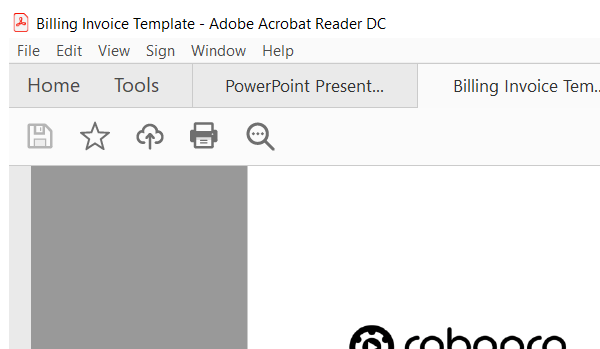 Billing Invoice Template - Adobe Acrobat Reader DC
File Edit View Sign Window Help
Home Tools PowerPoint Present... Billing Invoice Tem..